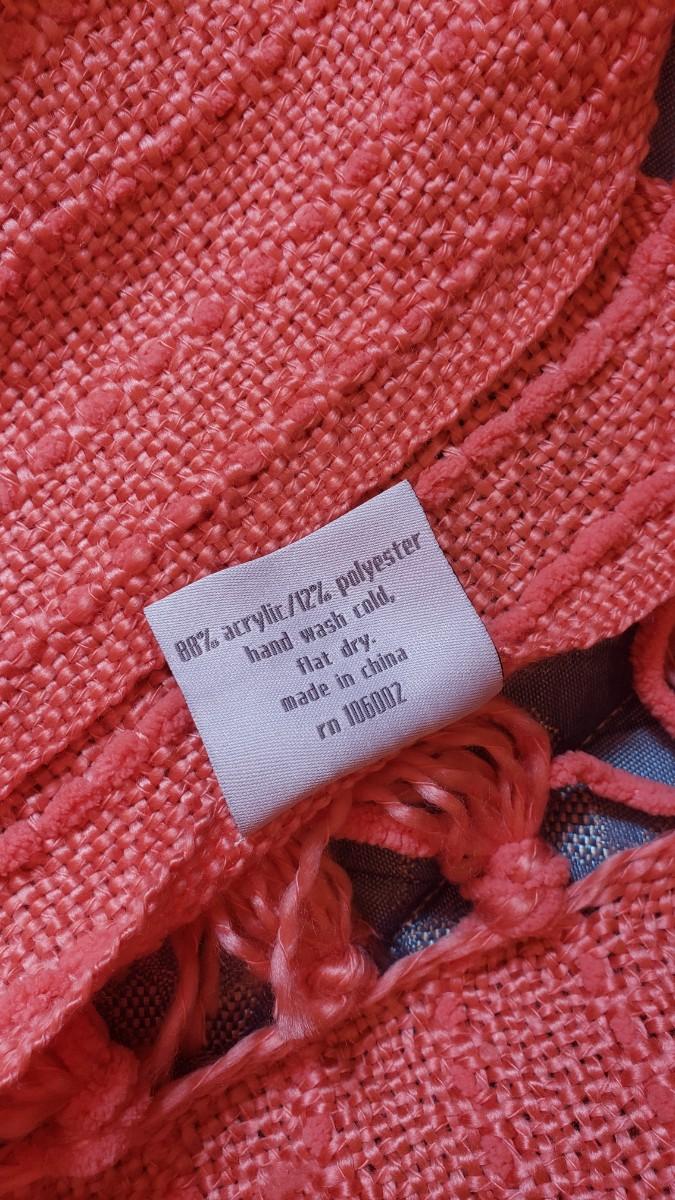 88% acrylic/12% polyester
hand wash cold,
flat dry.
made in china
rn 106002